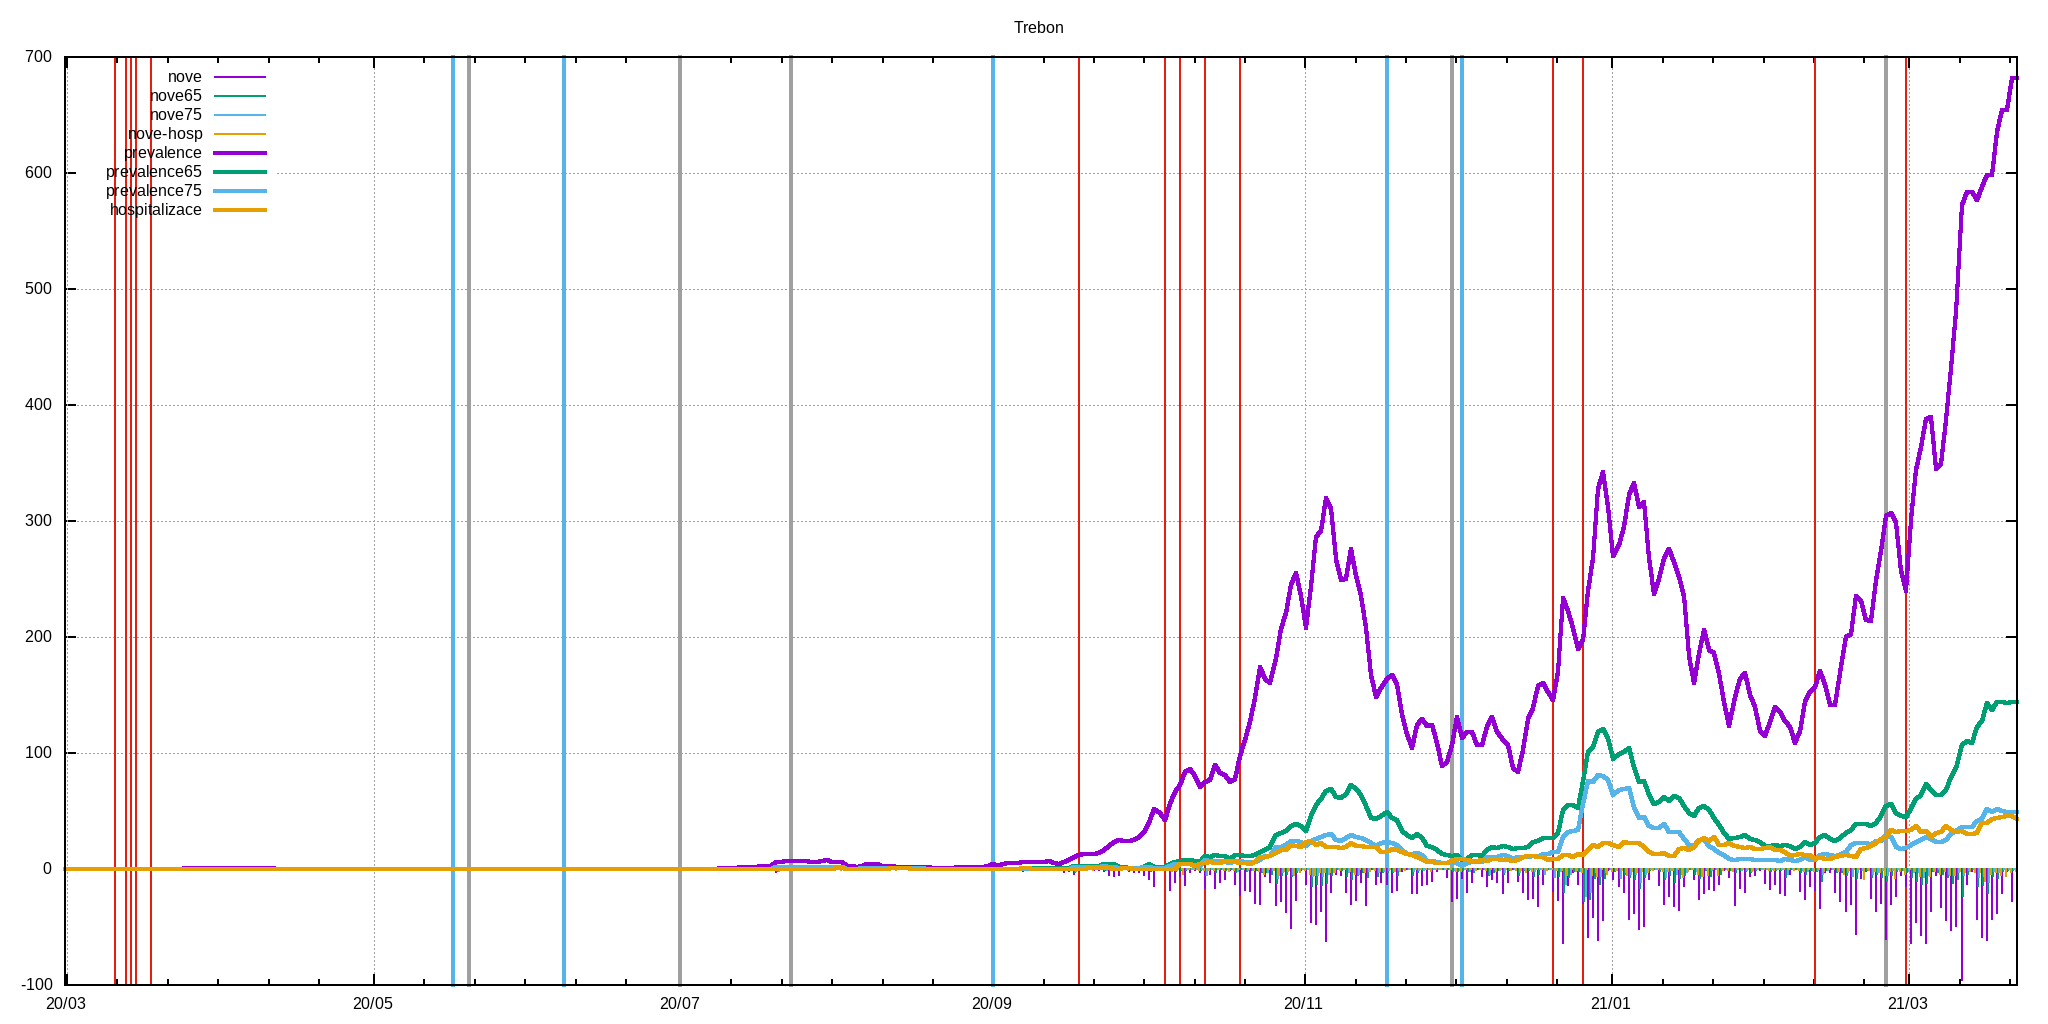 Trebon
700
600
500
400
300
200
100
0
-100
nove
nove65
nove75
nove-hosp
prevalence
prevalence65
prevalence75
hospitalizace
20/03
20/05
20/07
20/09
20/11
21/01
21/03